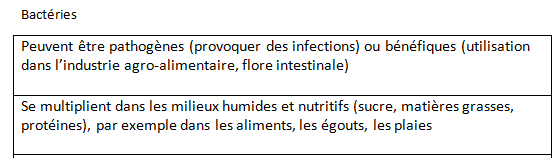 Bactéries
Peuvent être pathogènes (provoquer des infections) ou bénéfiques (utilisation
dans l’industrie agro-alimentaire, flore intestinale)
Se multiplient dans les milieux humides et nutritifs (sucre, matières grasses,
protéines), par exemple dans les aliments, les égouts, les plaies